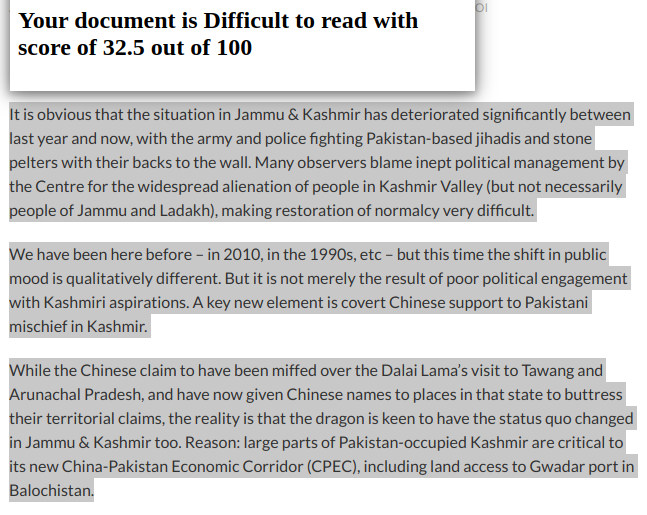 Your document is Difficult to read with
score of 32.5 out of 100
OI
It is obvious that the situation in Jammu & Kashmir has deteriorated significantly between
last year and now, with the army and police fighting Pakistan-based jihadis and stone
pelters with their backs to the wall. Many observers blame inept political management by
the Centre for the widespread alienation of people in Kashmir Valley (but not necessarily
people of Jammu and Ladakh), making restoration of normalcy very difficult.
We have been here before – in 2010, in the 1990s, etc – but this time the shift in public
mood is qualitatively different. But it is not merely the result of poor political engagement
with Kashmiri aspirations. A key new element is covert Chinese support to Pakistani
mischief in Kashmir.
While the Chinese claim to have been miffed over the Dalai Lama’s visit to Tawang and
Arunachal Pradesh, and have now given Chinese names to places in that state to buttress
their territorial claims, the reality is that the dragon is keen to have the status quo changed
in Jammu & Kashmir too. Reason: large parts of Pakistan-occupied Kashmir are critical to
its new China-Pakistan Economic Corridor (CPEC), including land access to Gwadar port in
Balochistan.